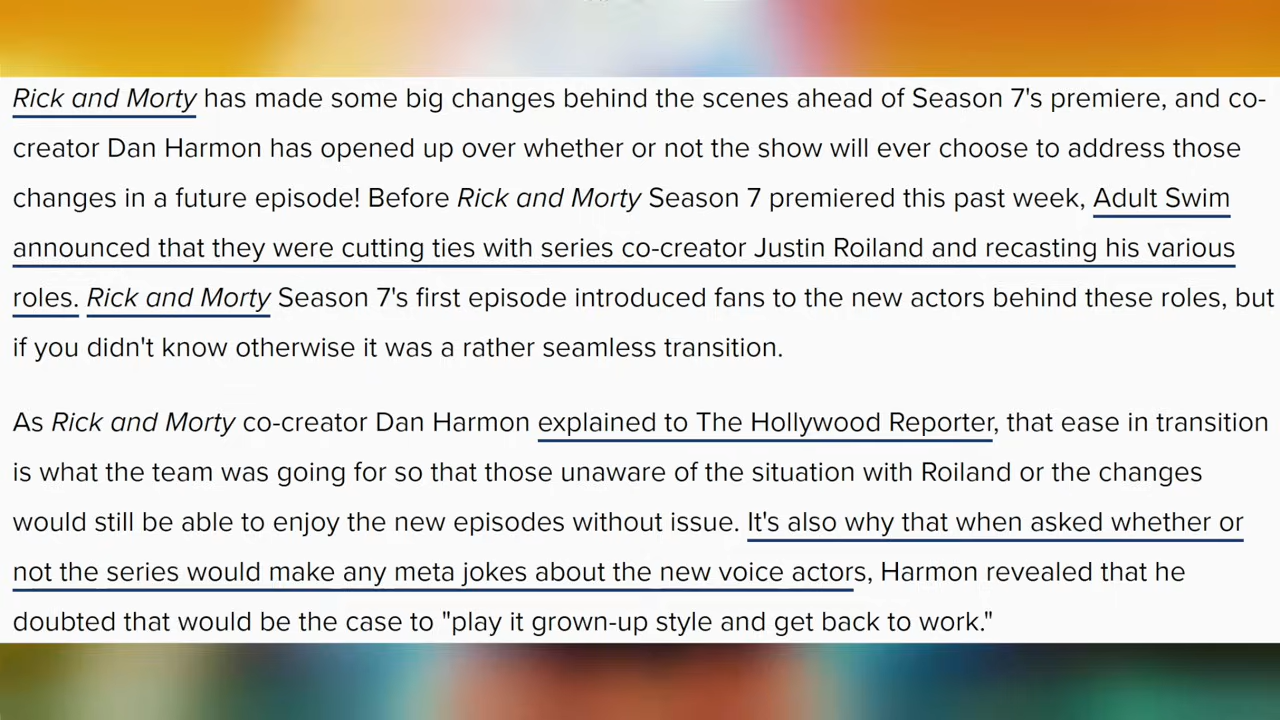 Rick and Morty has made some big changes behind the scenes ahead of Season 7's premiere, and co-
creator Dan Harmon has opened up over whether or not the show will ever choose to address those
changes in a future episode! Before Rick and Morty Season 7 premiered this past week, Adult Swim
announced that they were cutting ties with series co-creator Justin Roiland and recasting his various
roles. Rick and Morty Season 7's first episode introduced fans to the new actors behind these roles, but
if you didn't know otherwise it was a rather seamless transition.
As Rick and Morty co-creator Dan Harmon explained to The Hollywood Reporter, that ease in transition
is what the team was going for so that those unaware of the situation with Roiland or the changes
would still be able to enjoy the new episodes without issue. It's also why that when asked whether or
not the series would make any meta jokes about the new voice actors, Harmon revealed that he
doubted that would be the case to "play it grown-up style and get back to work."